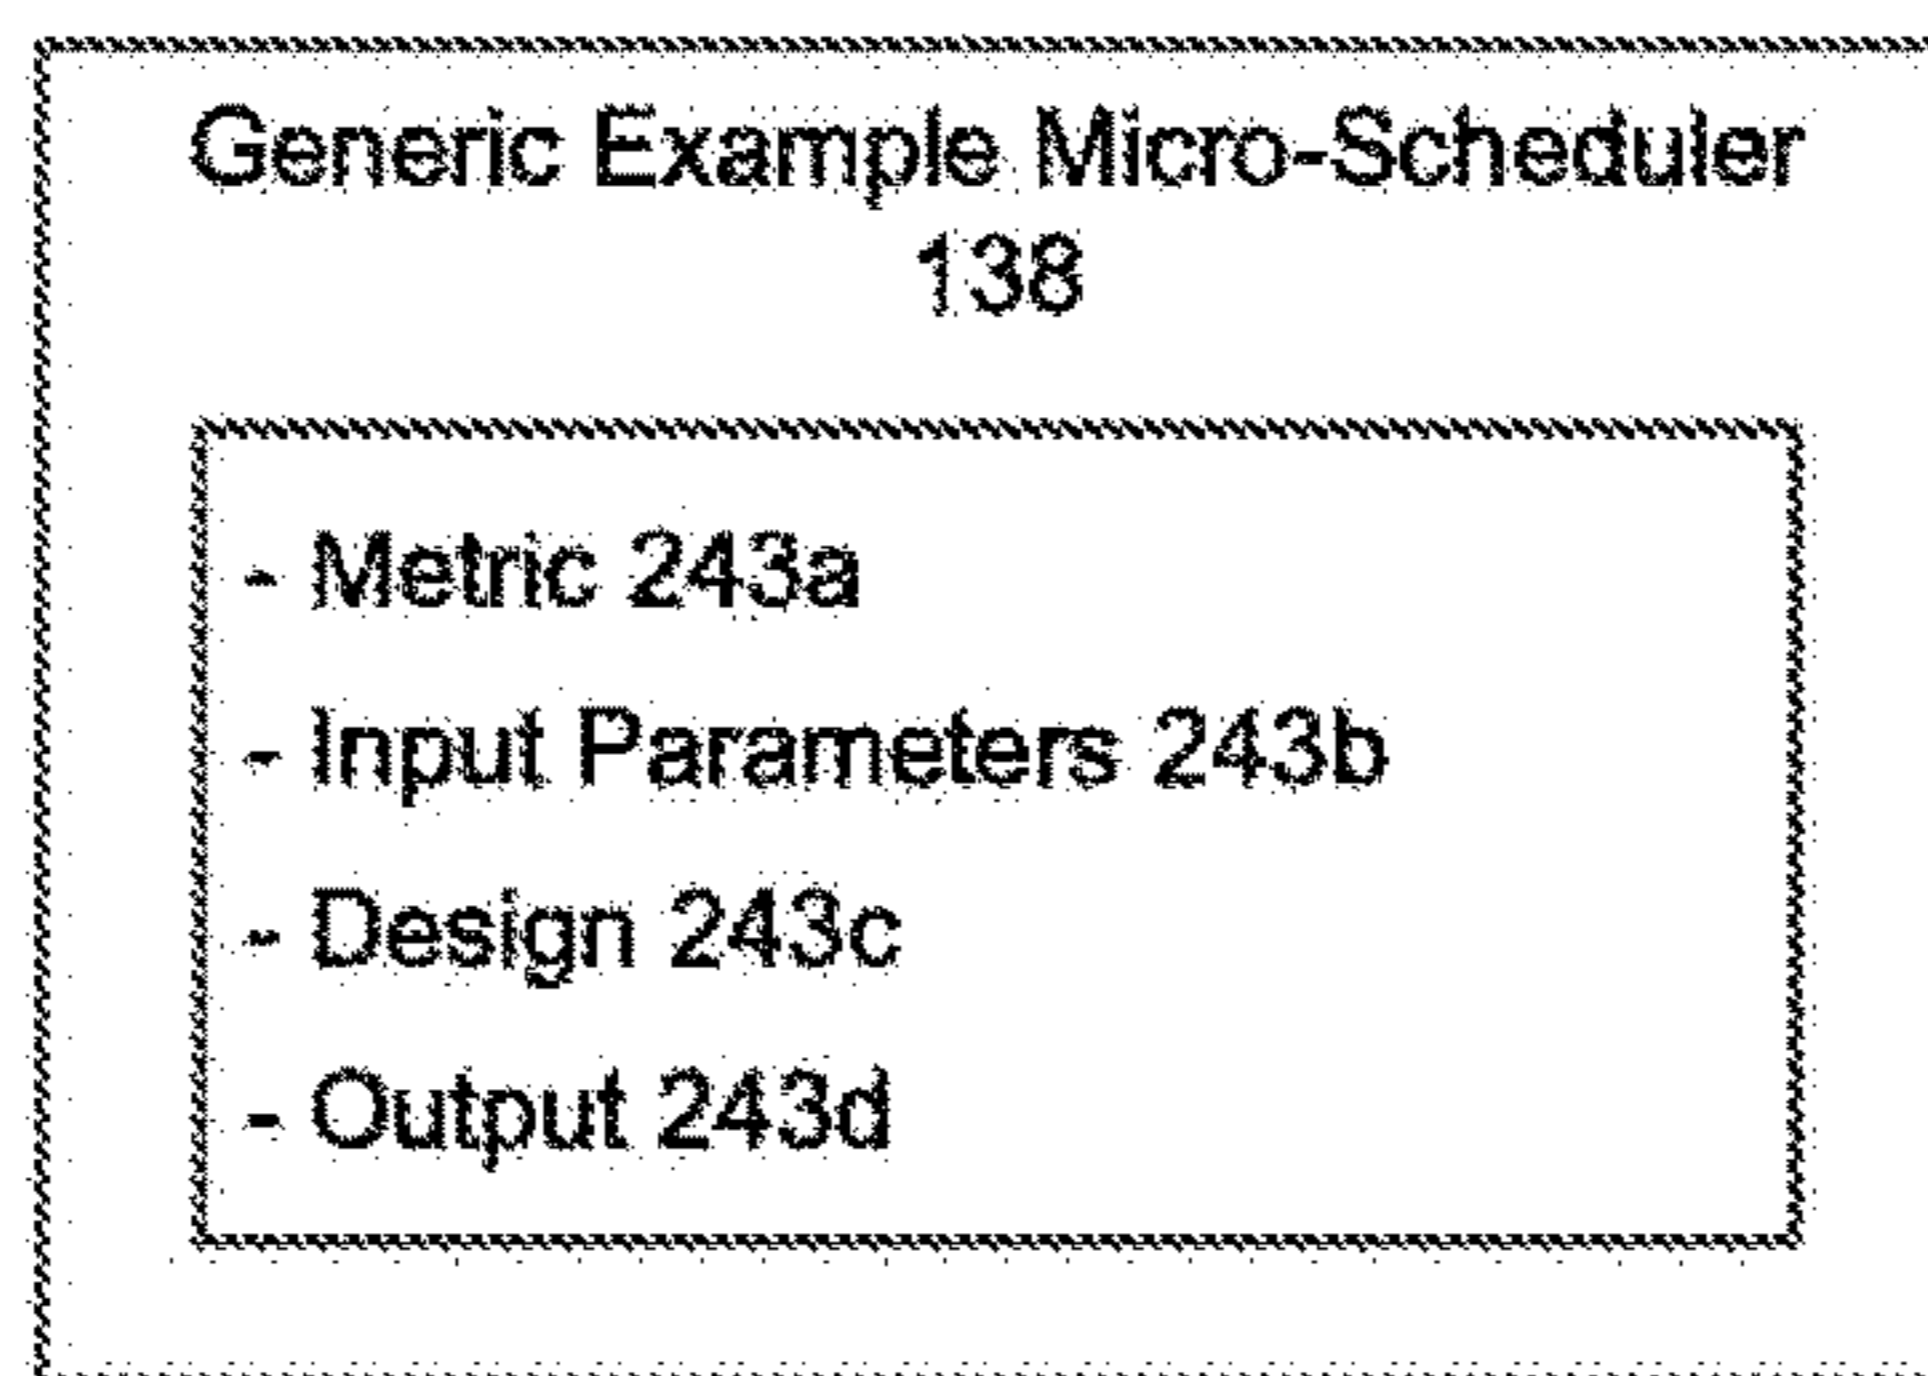 Generic Example Micro-Scheduler
138
- Metric 243a
- Input Parameters 243b
- Design 243c
- Output 243d